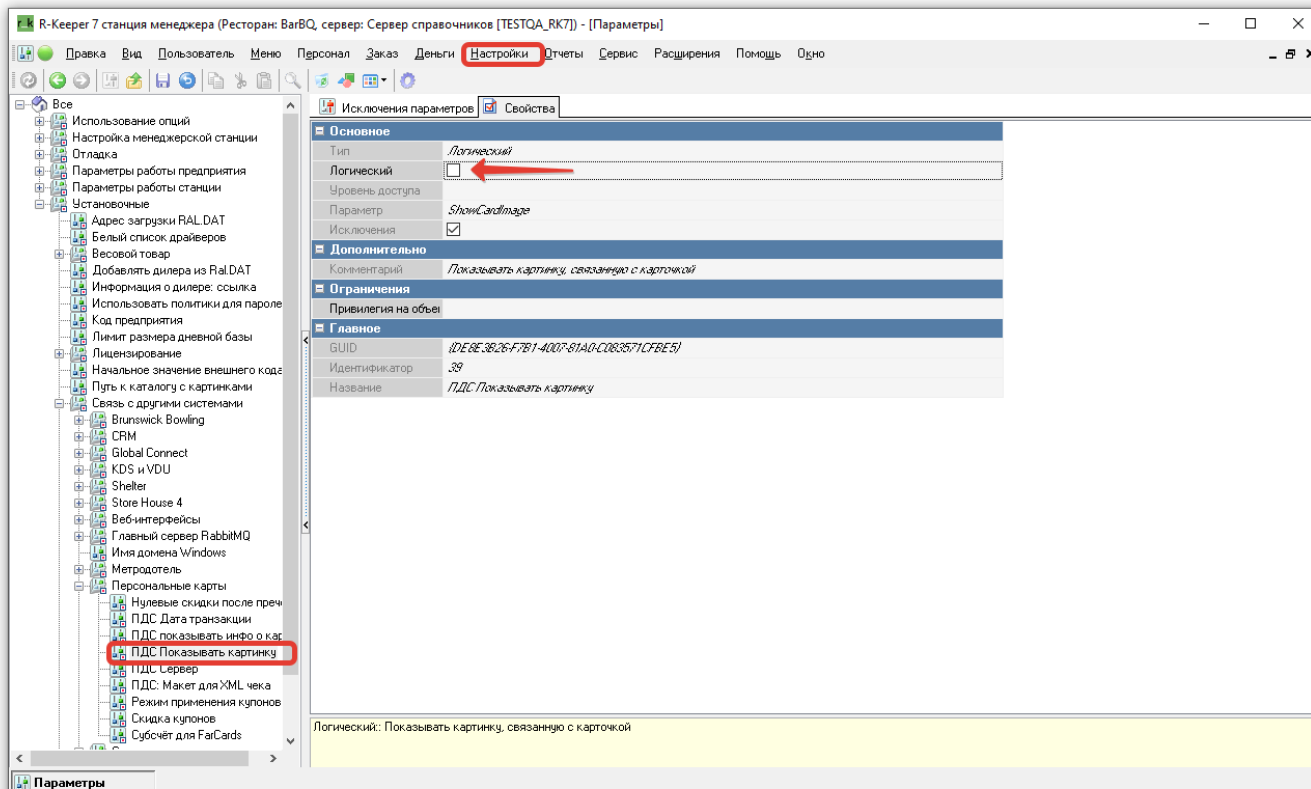 R-Keeper 7 станция менеджера (Ресторан: BarBQ, сервер: Сервер справочников [TESTQA_RK7]) - [Параметры]
Правка Вид Пользователь Меню Персонал Заказ Деньги Настройки Отчеты Сервис Расширения Помощь Окно
Все
Использование опций
Настройка менеджерской станции
Отладка
Параметры работы предприятия
Параметры работы станции
Установочные
Адрес загрузки RAL.DAT
Белый список драйверов
Весовой товар
Добавлять дилера из Ral.DAT
Информация о дилере: ссылка
Использовать политики для пароле
Код предприятия
Лимит размера дневной базы
Лицензирование
Начальное значение внешнего кода
Путь к каталогу с картинками
Связь с другими системами
Brunswick Bowling
CRM
Global Connect
KDS и VDU
Shelter
Store House 4
Веб-интерфейсы
Главный сервер RabbitMQ
Имя домена Windows
Метродотель
Персональные карты
Нулевые скидки после пречe
ПДС Дата транзакции
ПДС показывать инфо о кар
ПДС Показывать картинку
ПДС Сервер
ПДС: Макет для XML чека
Режим применения купонов
Скидка купонов
Субсчёт для FarCards
Исключения параметров Свойства
Основное
Тип Логический
Логический
Уровень доступа
Параметр ShowCardImage
Исключения
Дополнительно
Комментарий Показывать картинку, связанную с карточкой
Ограничения
Привилегия на объек
Главное
GUID {DE8E3B26-F7B1-4007-81A0-C083571CFBE5}
Идентификатор 39
Название ПДС Показывать картинку
Логический:: Показывать картинку, связанную с карточкой
Параметры